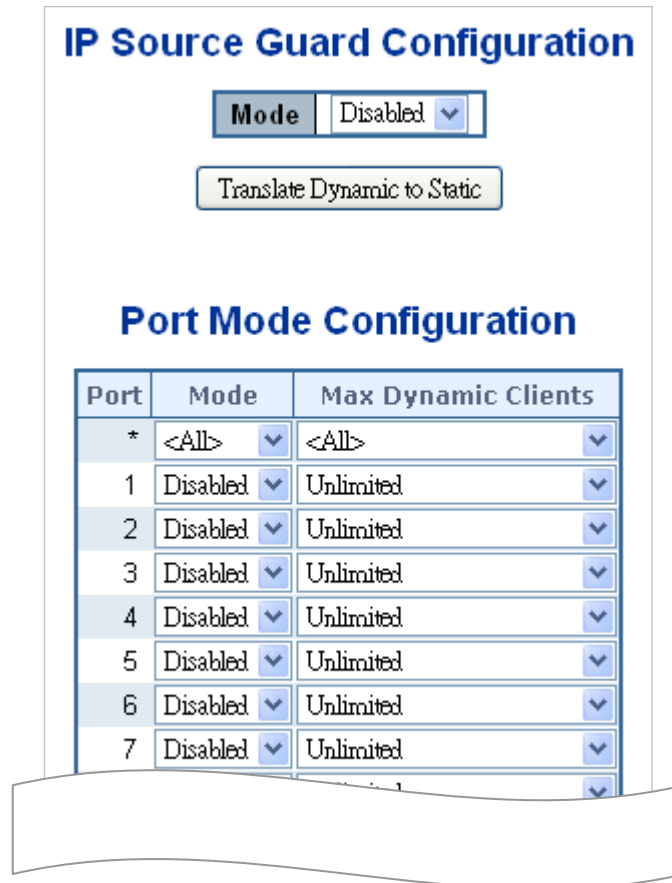 IP Source Guard Configuration
Mode Disabled
Translate Dynamic to Static
Port Mode Configuration
Port Mode Max Dynamic Clients
* <All> <All>
1 Disabled Unlimited
2 Disabled Unlimited
3 Disabled Unlimited
4 Disabled Unlimited
5 Disabled Unlimited
6 Disabled Unlimited
7 Disabled Unlimited